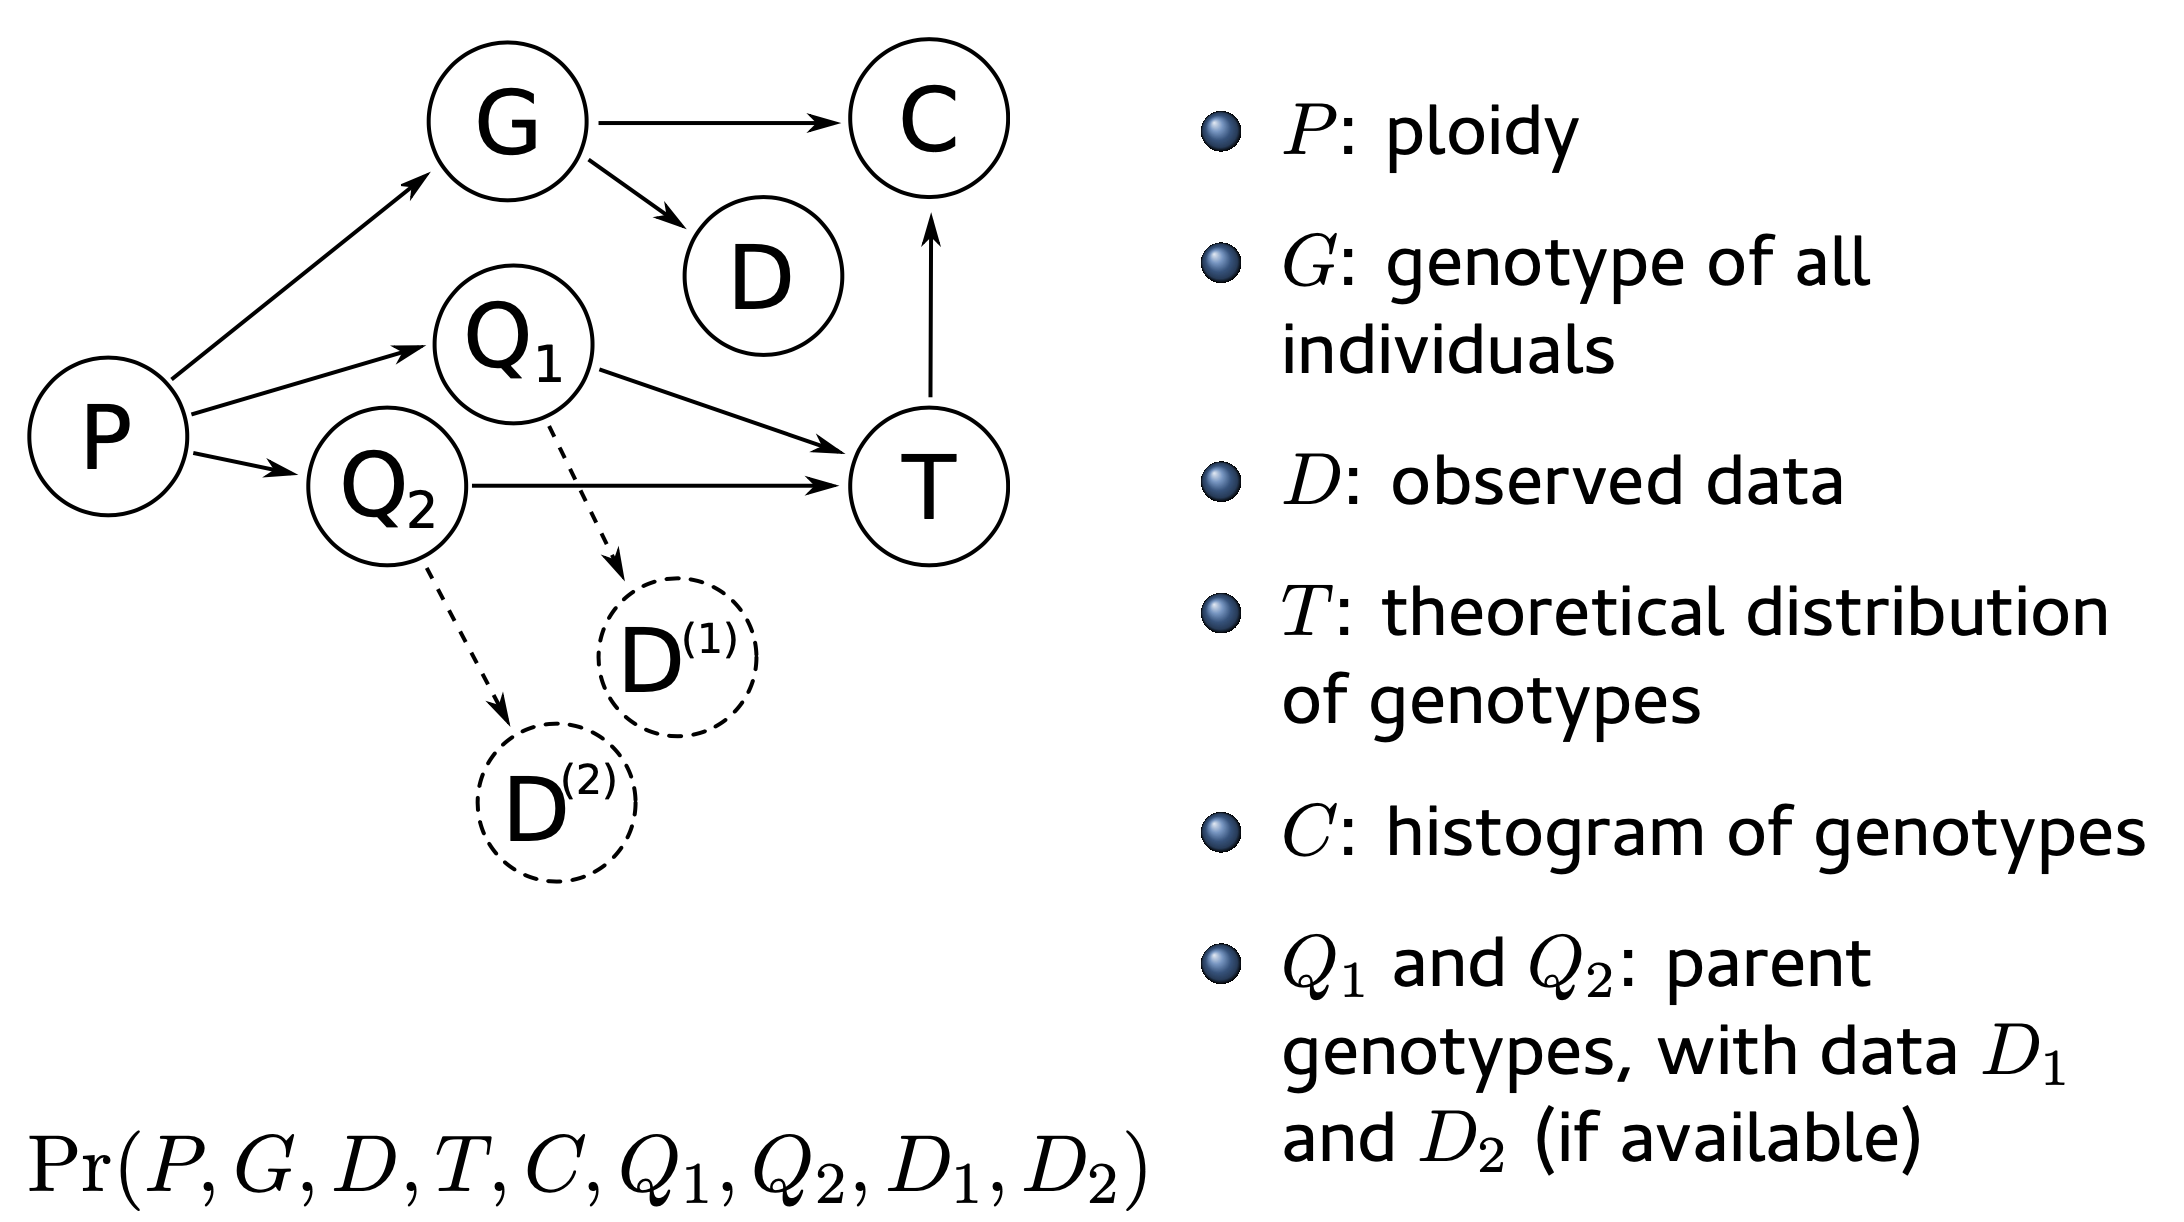 G
C
D
Q₁
P
Q₂
T
D⁽¹⁾
D⁽²⁾
Pr(P, G, D, T, C, Q₁, Q₂, D₁, D₂)
P: ploidy
G: genotype of all
individuals
D: observed data
T: theoretical distribution
of genotypes
C: histogram of genotypes
Q₁ and Q₂: parent
genotypes, with data D₁
and D₂ (if available)